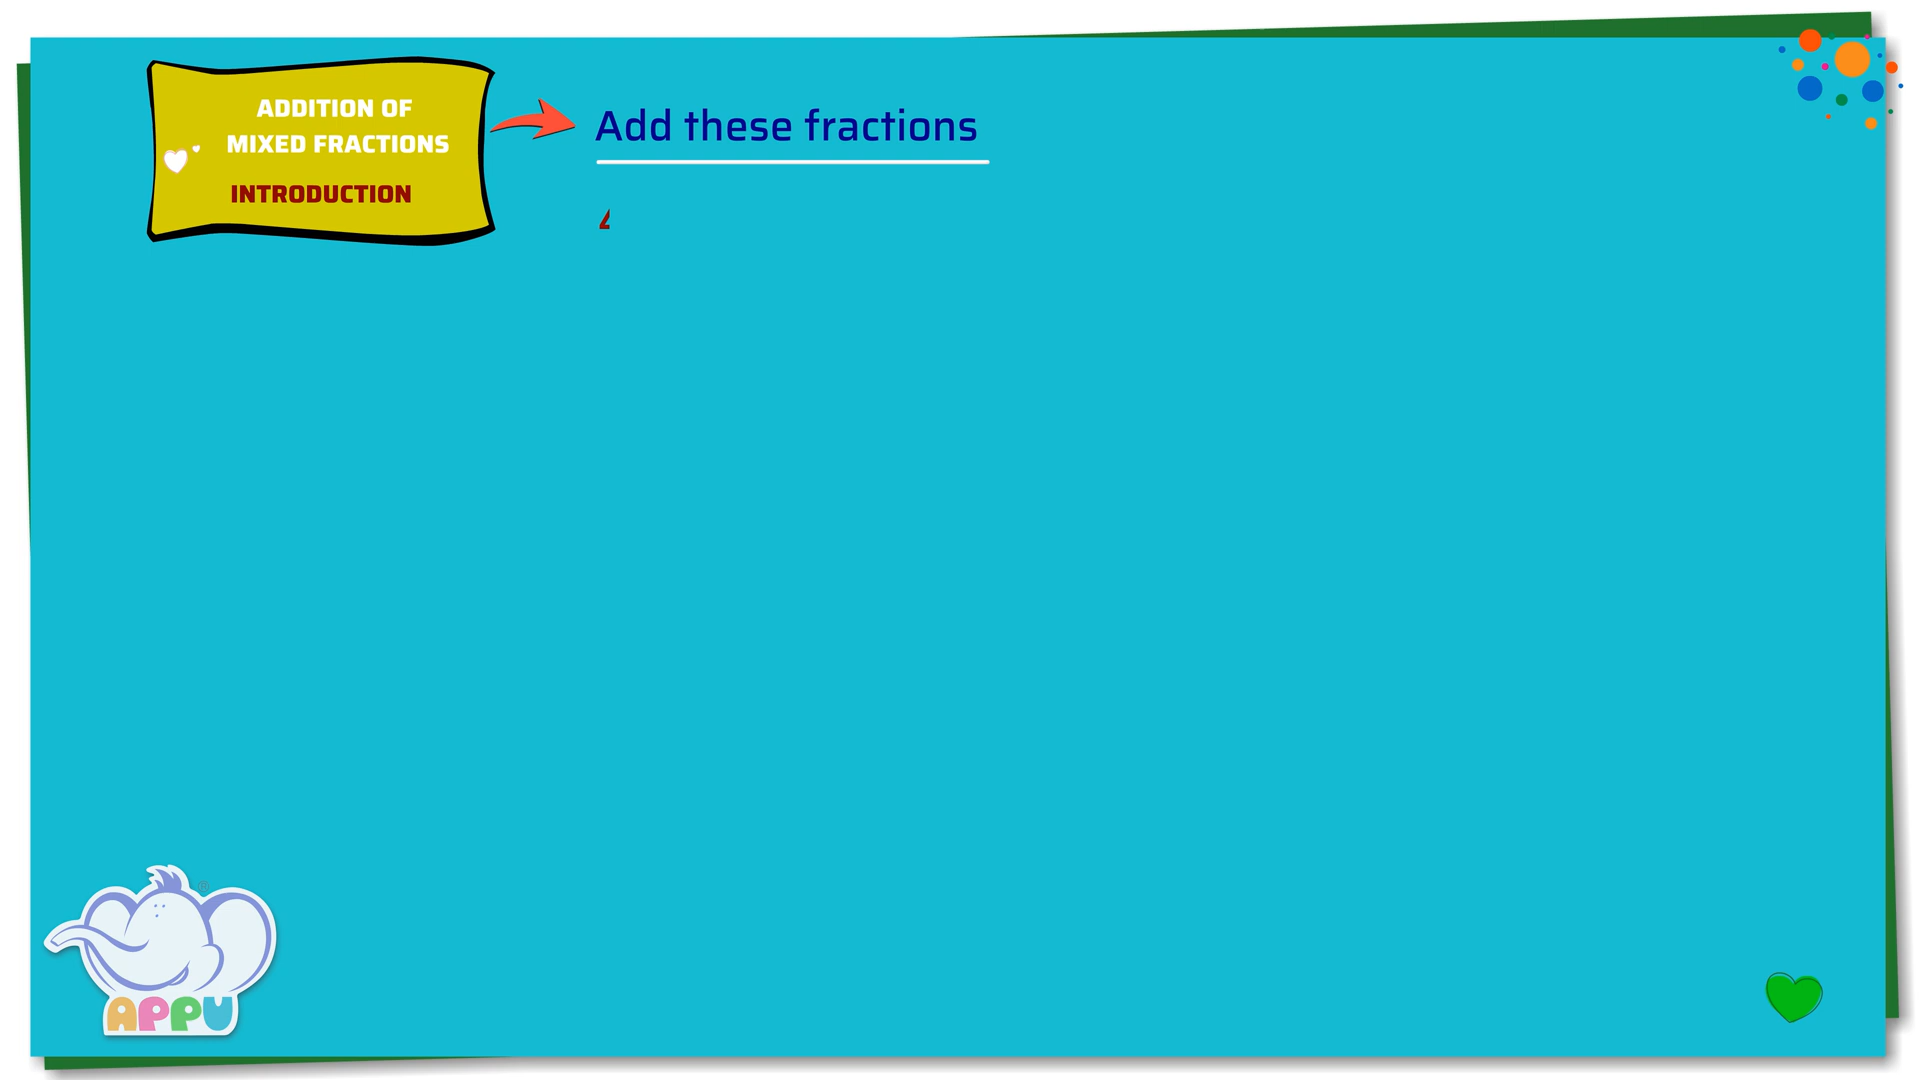 ADDITION OF
MIXED FRACTIONS
INTRODUCTION
Add these fractions
APPU
®